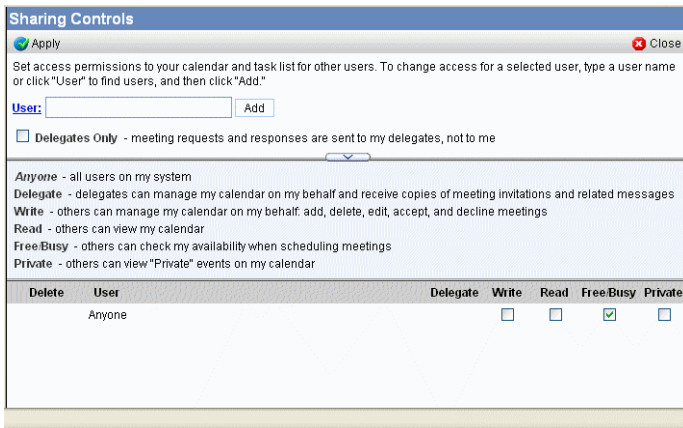 Sharing Controls
Apply Close
Set access permissions to your calendar and task list for other users. To change access for a selected user, type a user name
or click "User" to find users, and then click "Add."
User: Add
Delegates Only - meeting requests and responses are sent to my delegates, not to me
Anyone - all users on my system
Delegate - delegates can manage my calendar on my behalf and receive copies of meeting invitations and related messages
Write - others can manage my calendar on my behalf: add, delete, edit, accept, and decline meetings
Read - others can view my calendar
Free/Busy - others can check my availability when scheduling meetings
Private - others can view "Private" events on my calendar
Delete User Delegate Write Read Free/Busy Private
Anyone